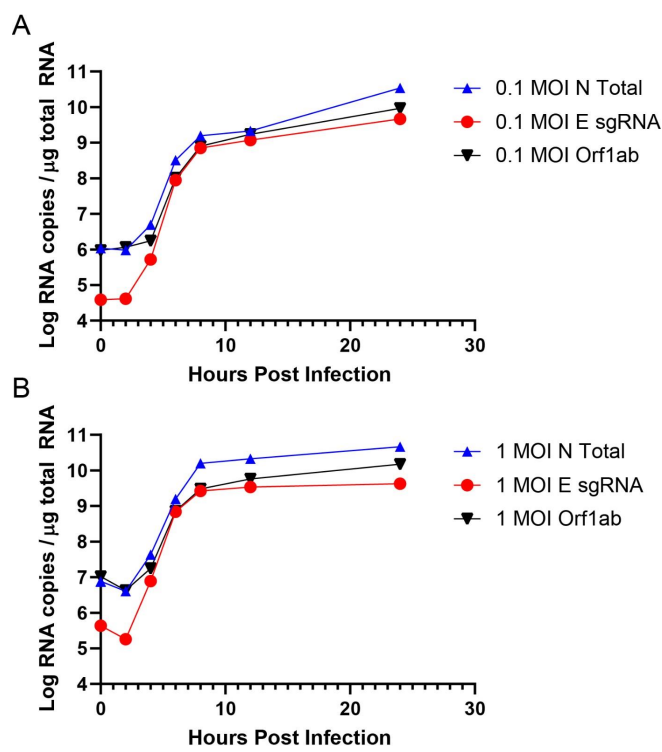 A
Log RNA copies / μg total RNA
11
10
9
8
7
6
5
4
0
10
20
30
Hours Post Infection
0.1 MOI N Total
0.1 MOI E sgRNA
0.1 MOI Orf1ab
B
Log RNA copies / μg total RNA
11
10
9
8
7
6
5
4
0
10
20
30
Hours Post Infection
1 MOI N Total
1 MOI E sgRNA
1 MOI Orf1ab